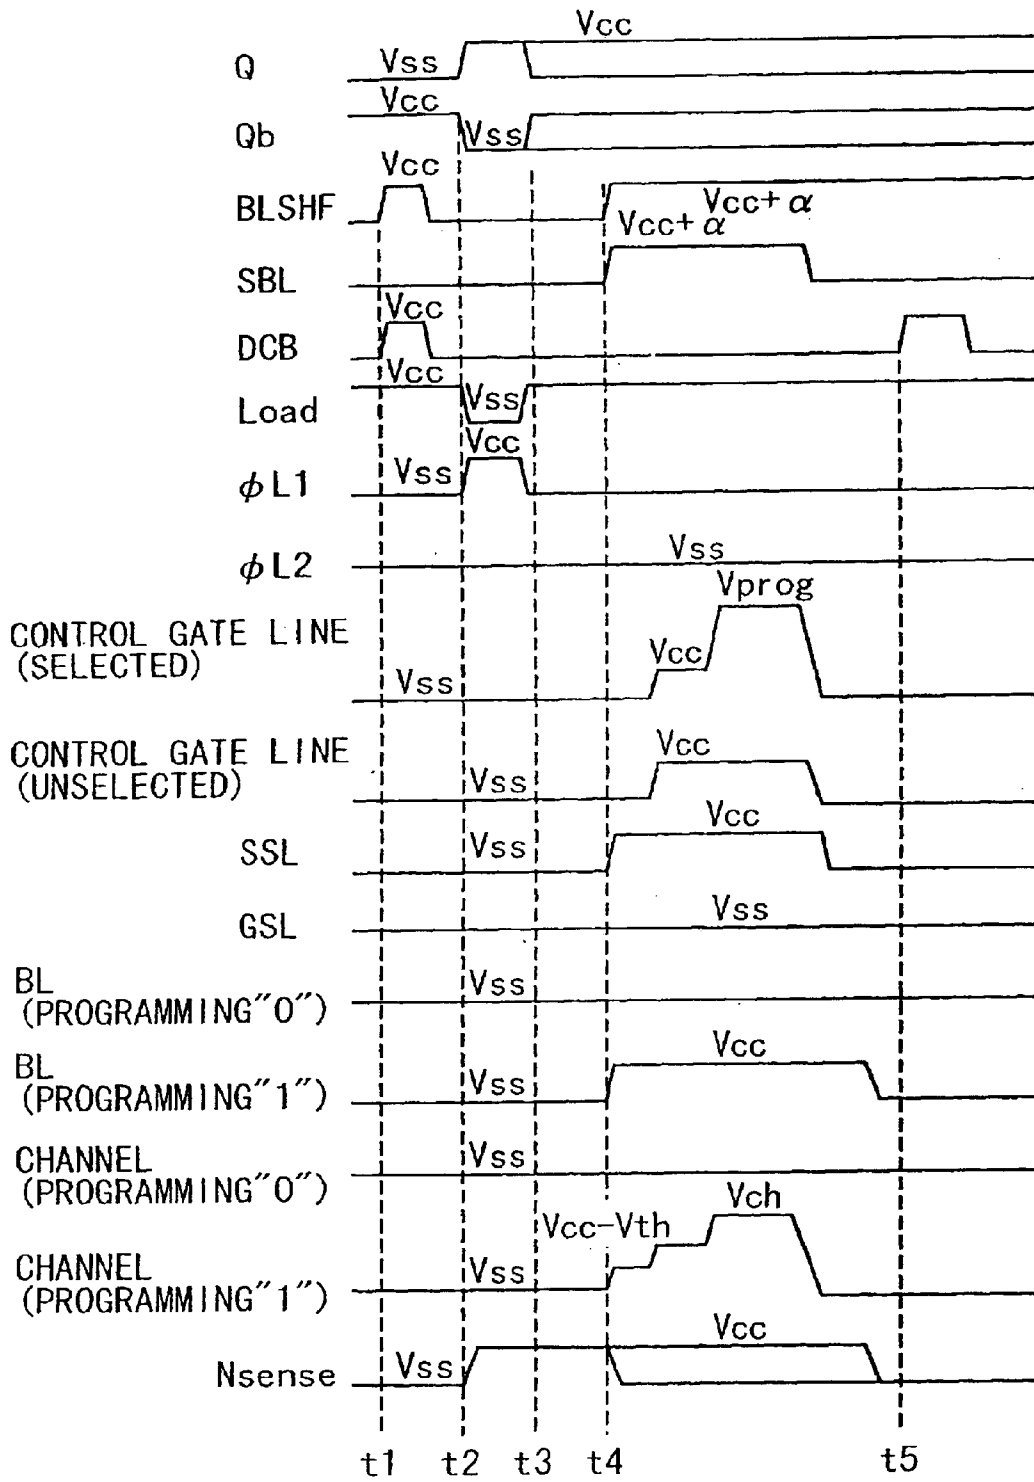 Vcc
Q Vss
Vcc
Qb Vss
Vcc
BLSHF Vcc+α
Vcc+α
SBL
Vcc
DCB
Vcc
Load Vss
Vcc
φL1 Vss
φL2 Vss
Vprog
CONTROL GATE LINE
(SELECTED) Vss Vcc
CONTROL GATE LINE
(UNSELECTED) Vss Vcc
SSL Vss Vcc
GSL Vss
BL
(PROGRAMMING"0") Vss
BL
(PROGRAMMING"1") Vss Vcc
CHANNEL
(PROGRAMMING"0") Vss
Vcc-Vth Vch
CHANNEL
(PROGRAMMING"1") Vss
Nsense Vss Vcc
t1 t2 t3 t4 t5